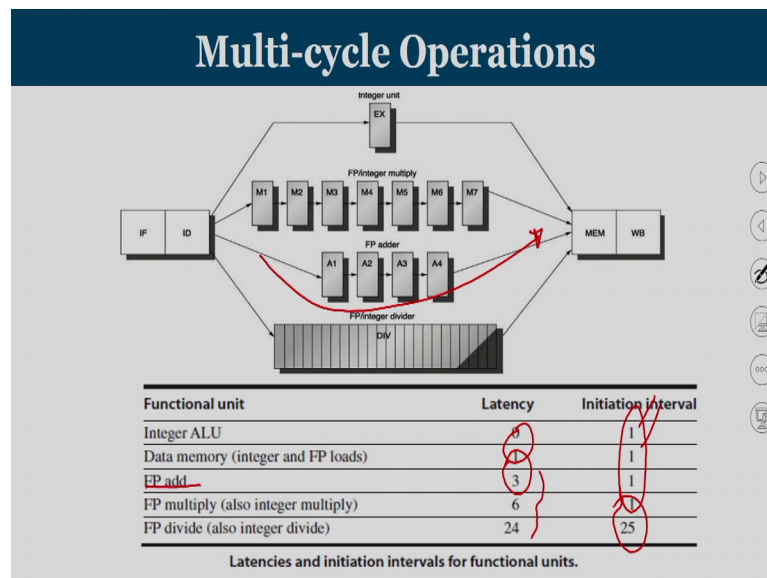 Multi-cycle Operations
Integer unit
EX
FP/integer multiply
M1 M2 M3 M4 M5 M6 M7
IF ID
MEM WB
FP adder
A1 A2 A3 A4
FP/integer divider
DIV
Functional unit Latency Initiation interval
Integer ALU 0 1
Data memory (integer and FP loads) 1 1
FP add 3 1
FP multiply (also integer multiply) 6 1
FP divide (also integer divide) 24 25
Latencies and initiation intervals for functional units.